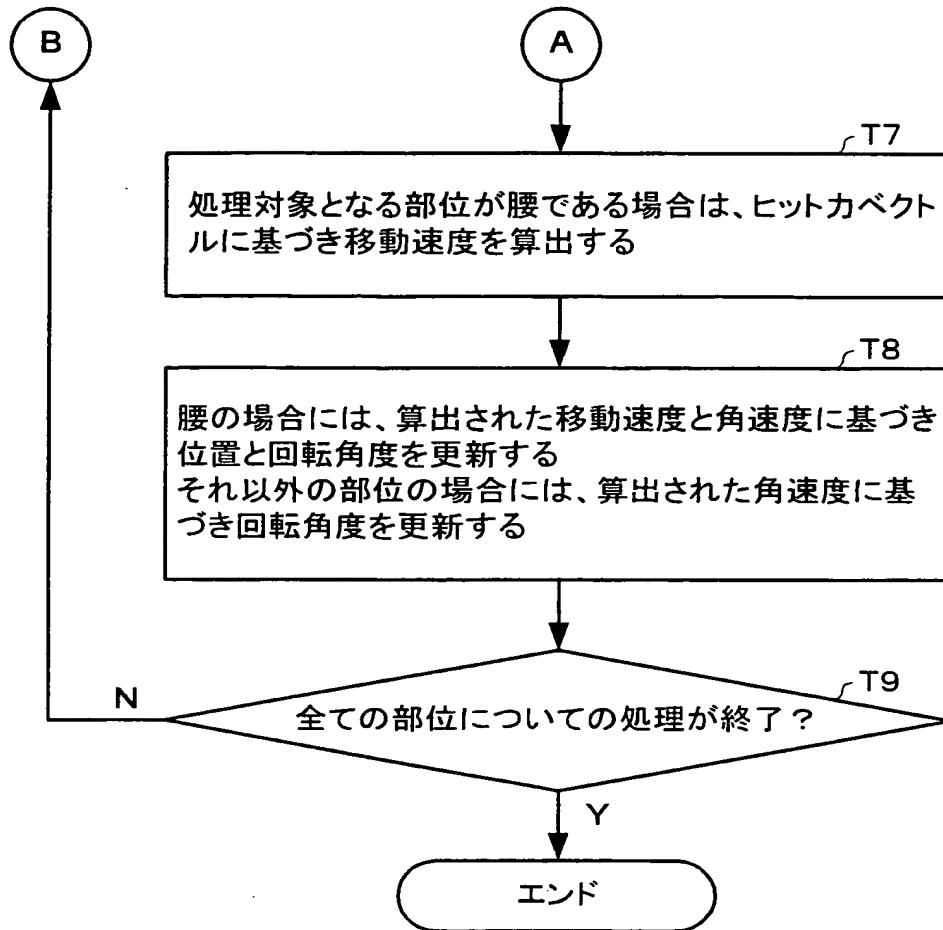 B
A
T7
処理対象となる部位が腰である場合は、ヒット力ベクト
ルに基づき移動速度を算出する
T8
腰の場合には、算出された移動速度と角速度に基づき
位置と回転角度を更新する
それ以外の部位の場合には、算出された角速度に基
づき回転角度を更新する
T9
N
全ての部位についての処理が終了?
Y
エンド